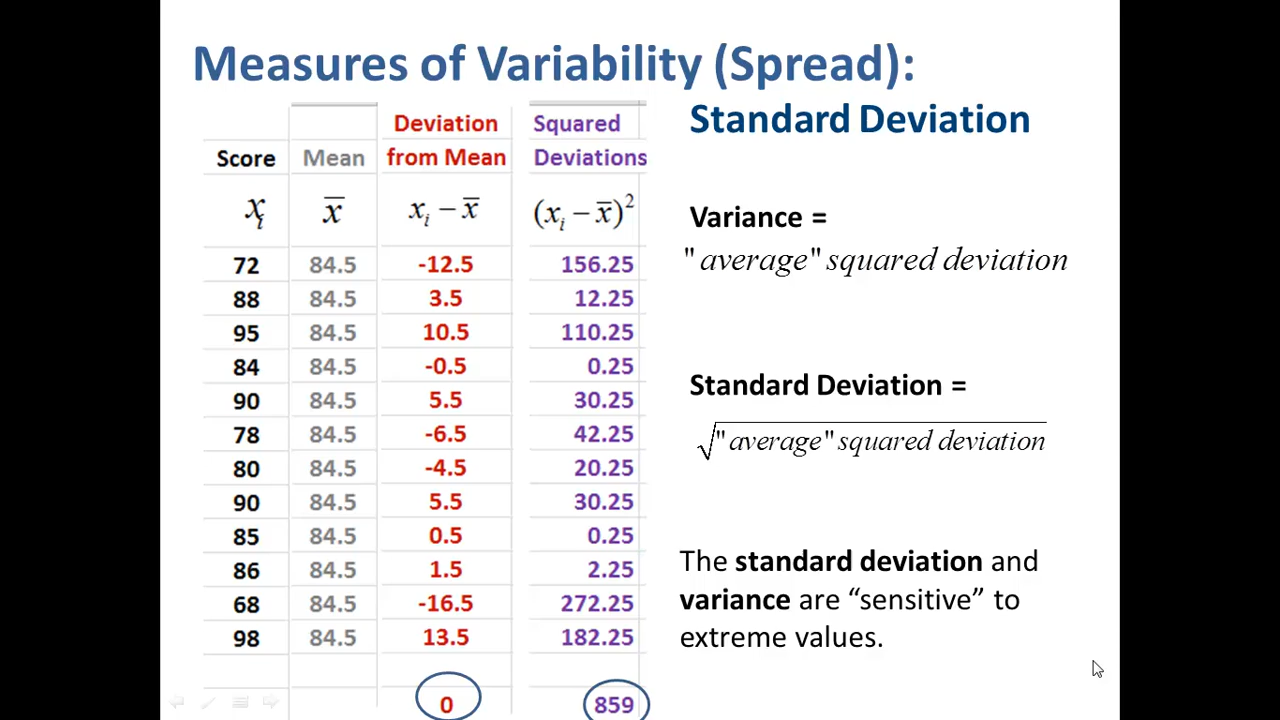 Measures of Variability (Spread):
Standard Deviation
Deviation Squared
Score Mean from Mean Deviations
xᵢ x̅ xᵢ − x̅ (xᵢ − x̅)²
72 84.5 -12.5 156.25
88 84.5 3.5 12.25
95 84.5 10.5 110.25
84 84.5 -0.5 0.25
90 84.5 5.5 30.25
78 84.5 -6.5 42.25
80 84.5 -4.5 20.25
90 84.5 5.5 30.25
85 84.5 0.5 0.25
86 84.5 1.5 2.25
68 84.5 -16.5 272.25
98 84.5 13.5 182.25
0 859
Variance =
"average" squared deviation
Standard Deviation =
√"average" squared deviation
The standard deviation and
variance are “sensitive” to
extreme values.